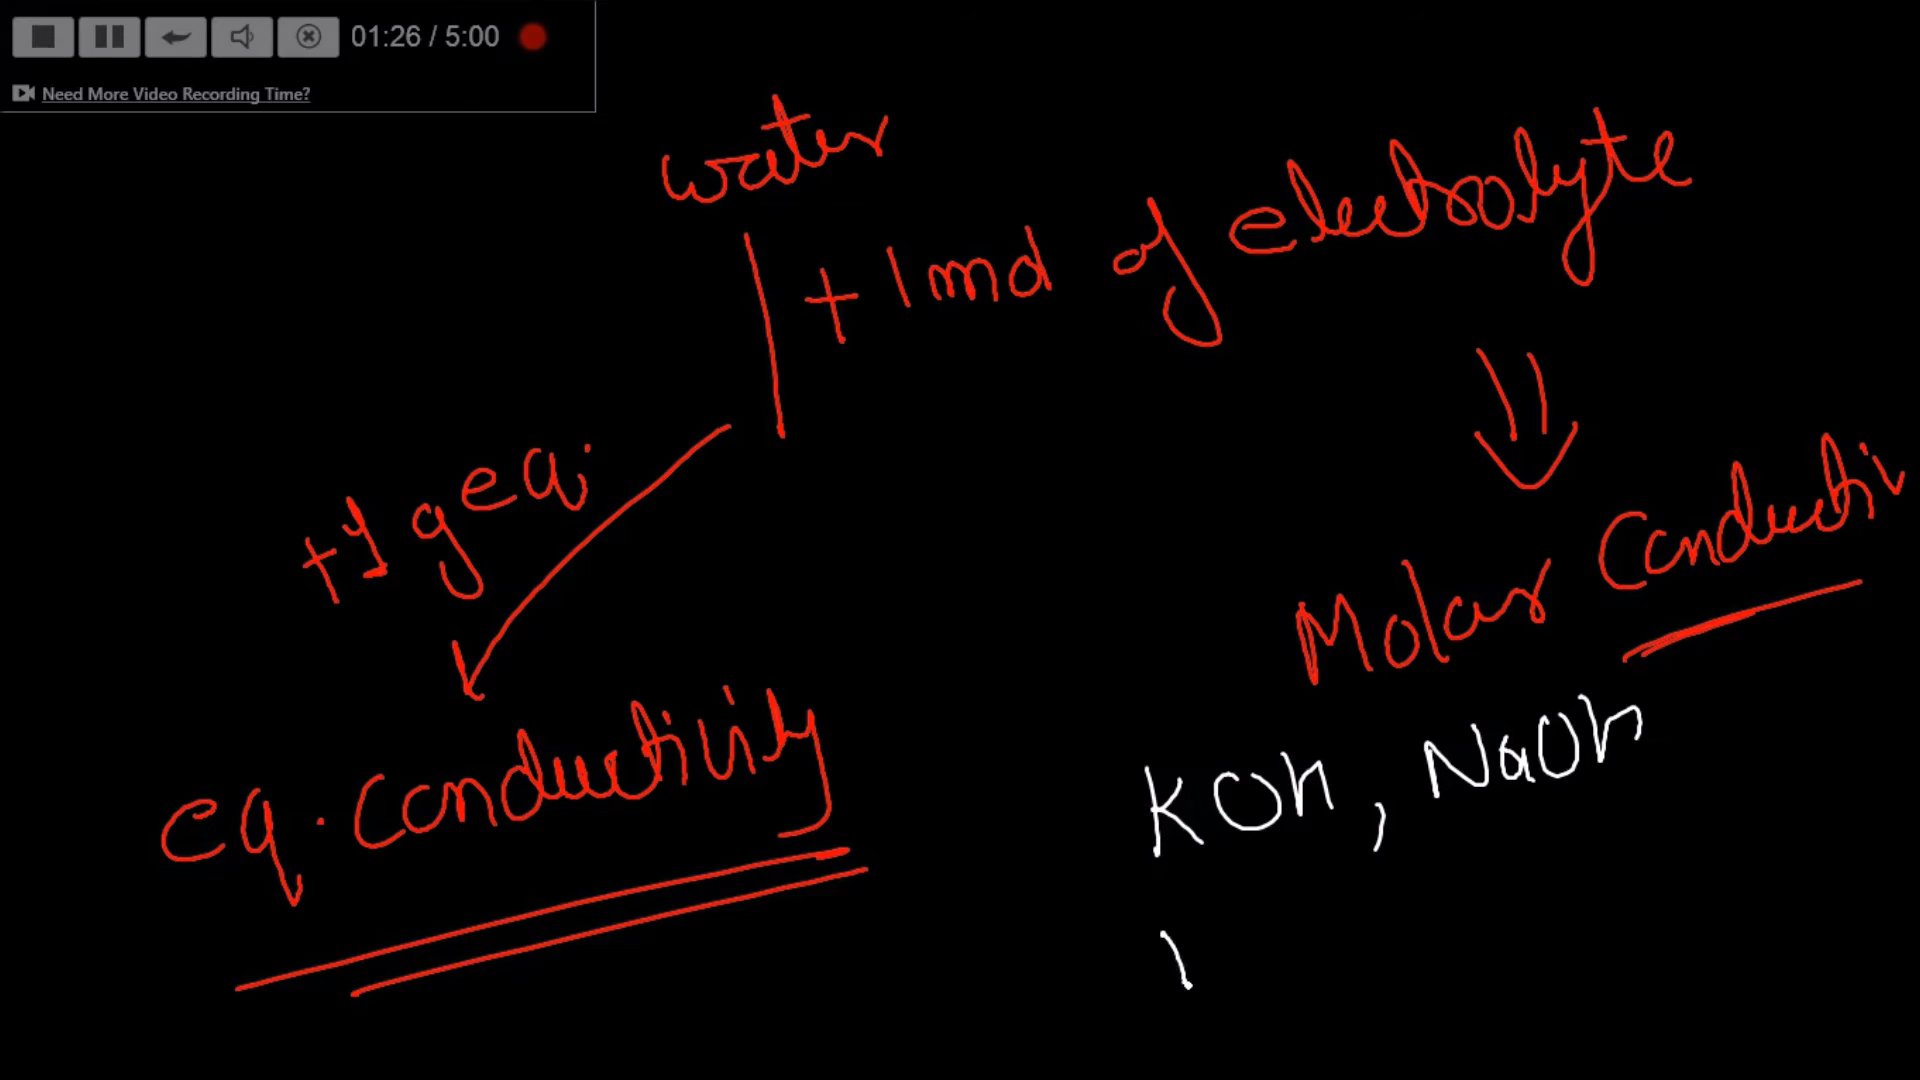 01:26 / 5:00
Need More Video Recording Time?
water
+ 1 mol of electrolyte
+1 geq.
Molar Conducti
eq. conductivity
KOh, NaOh